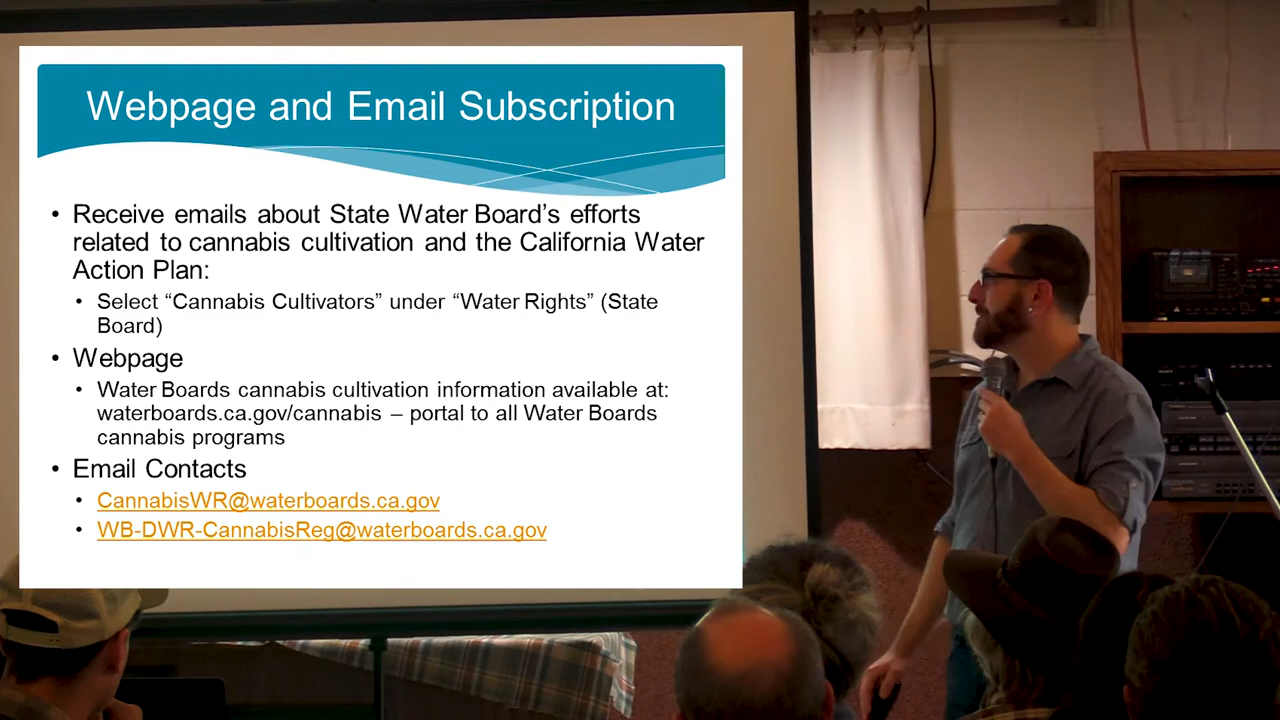 Webpage and Email Subscription
• Receive emails about State Water Board’s efforts
related to cannabis cultivation and the California Water
Action Plan:
• Select “Cannabis Cultivators” under “Water Rights” (State
Board)
• Webpage
• Water Boards cannabis cultivation information available at:
waterboards.ca.gov/cannabis – portal to all Water Boards
cannabis programs
• Email Contacts
• CannabisWR@waterboards.ca.gov
• WB-DWR-CannabisReg@waterboards.ca.gov